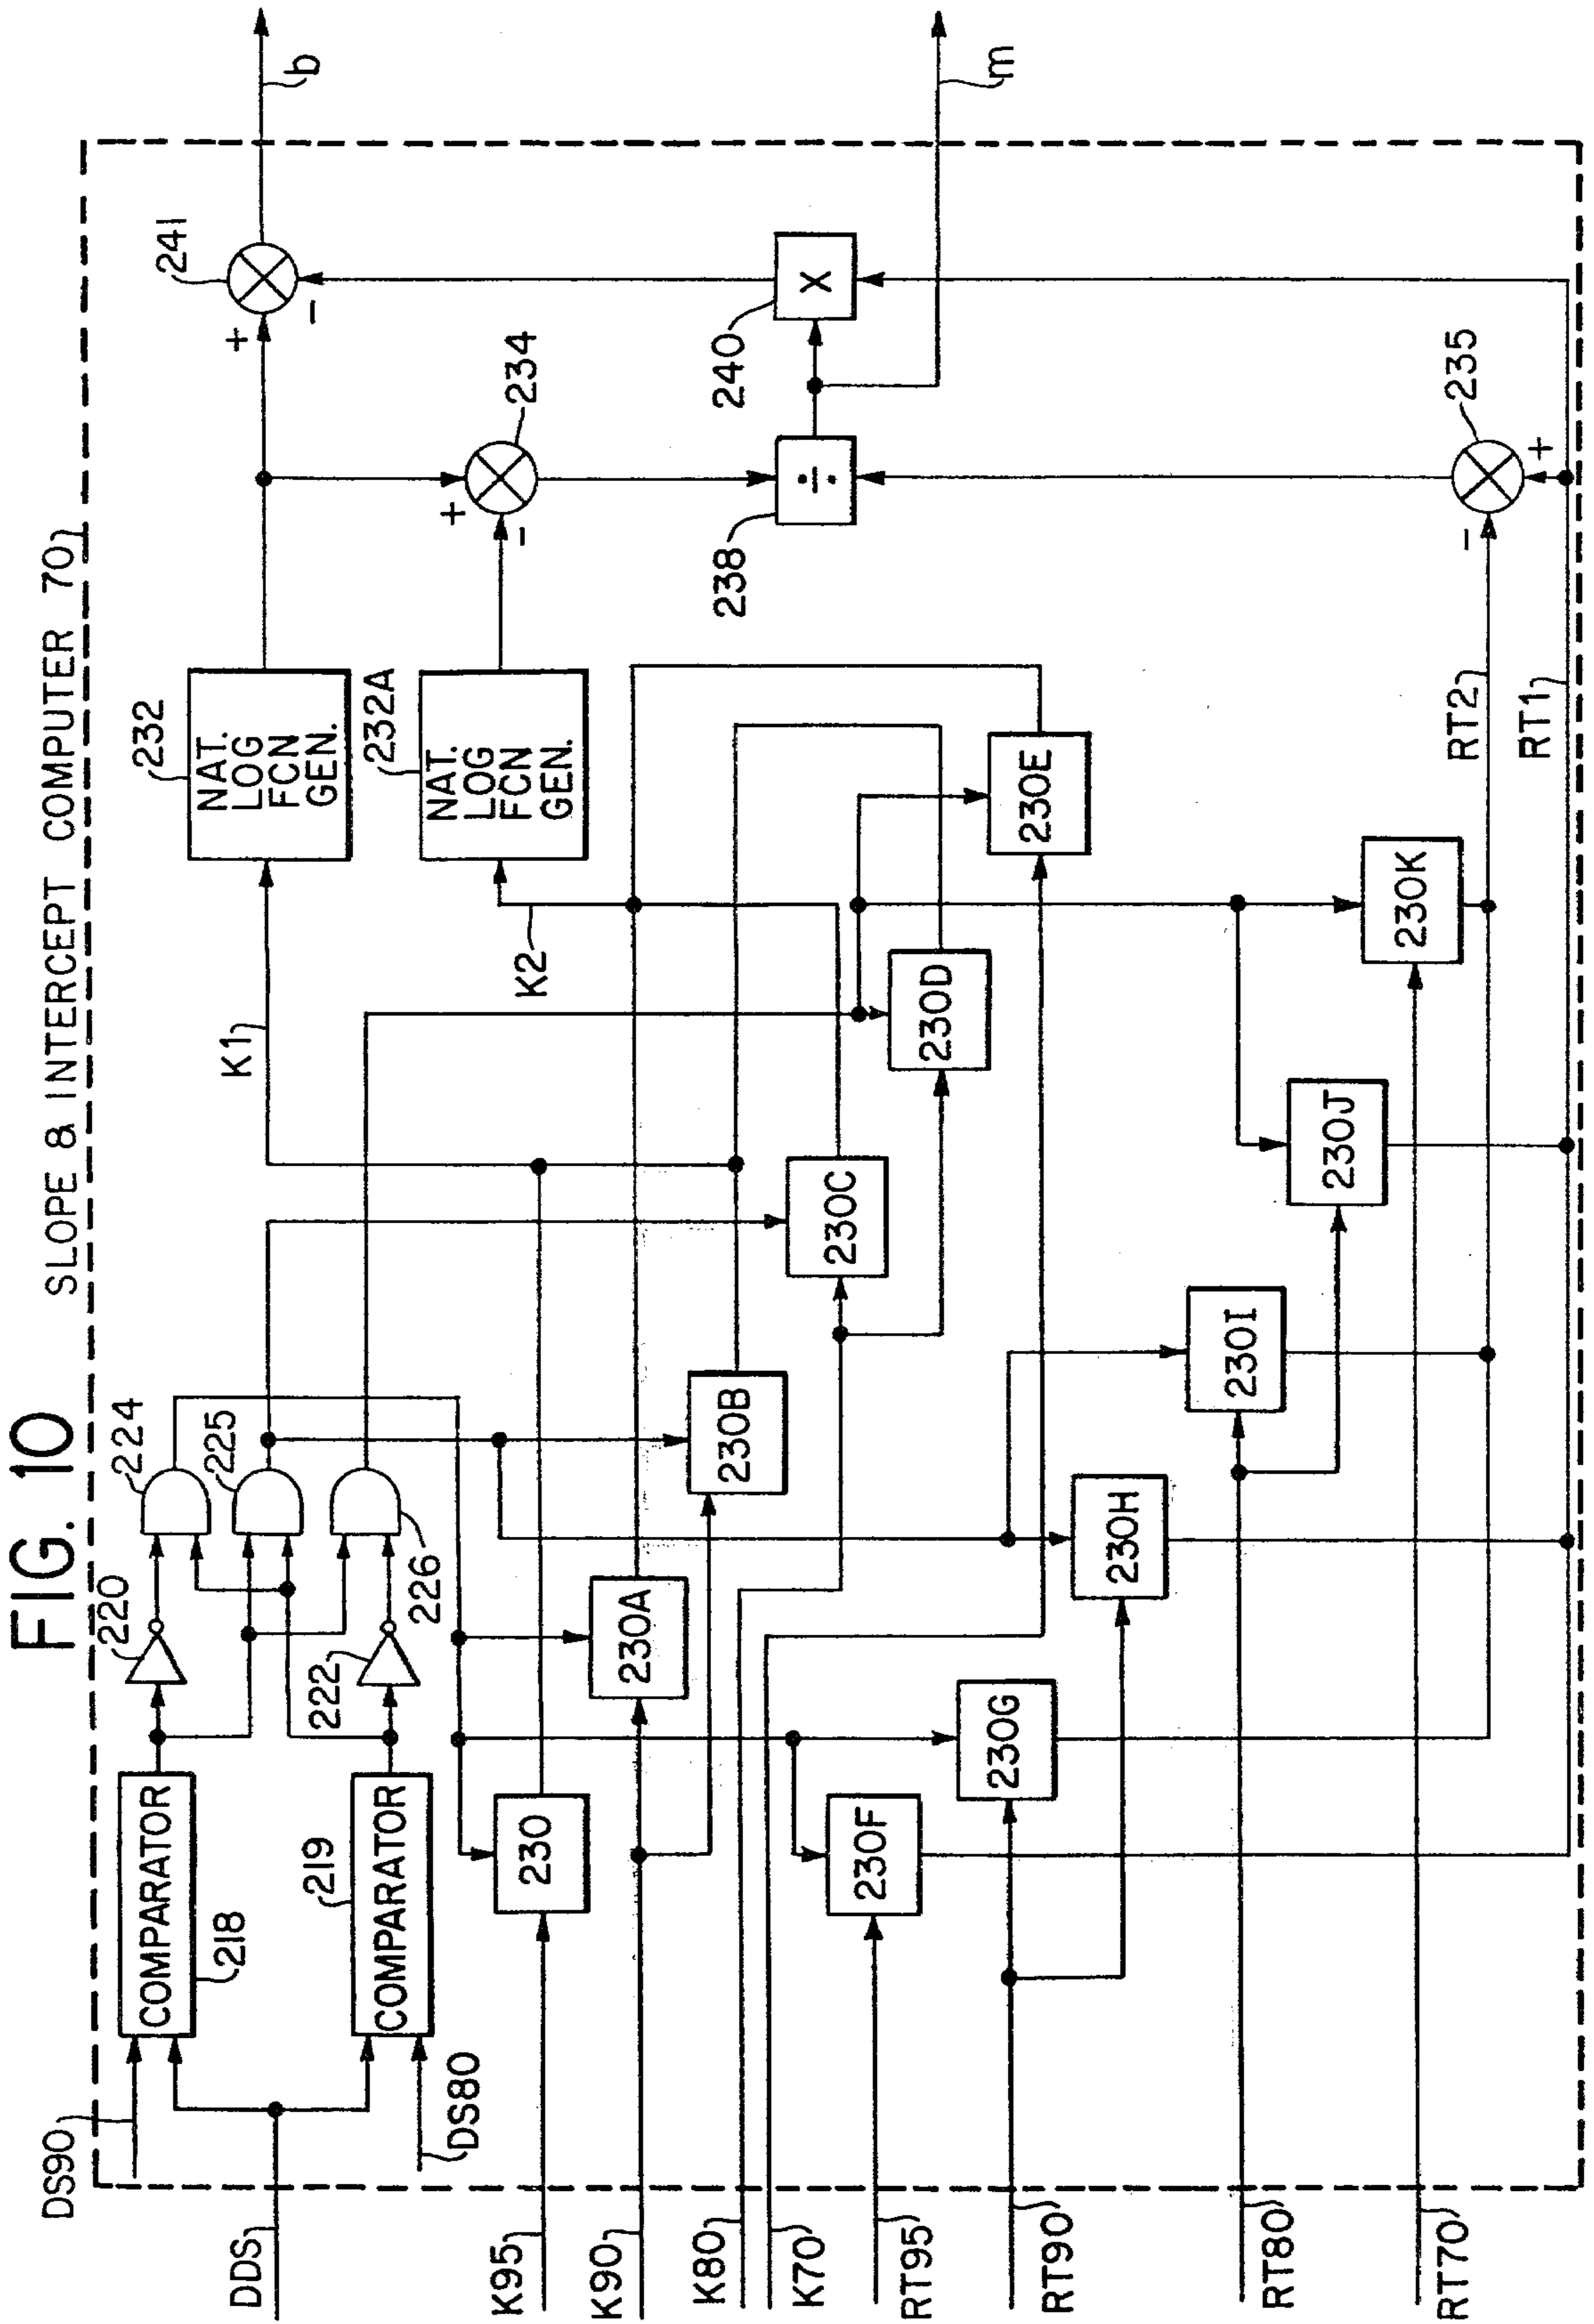 FIG. 10
SLOPE & INTERCEPT COMPUTER 70
DS90
DDS
DS80
COMPARATOR
218
COMPARATOR
219
220
222
224
225
226
K95
K90
K80
K70
RT95
RT90
RT80
RT70
230
230A
230B
230C
230D
230E
230F
230G
230H
230I
230J
230K
K1
K2
NAT.
LOG
FCN
GEN.
232
NAT.
LOG
FCN
GEN.
232A
+
-
234
÷
238
X
240
+
-
241
b
m
RT2
RT1
-
+
235